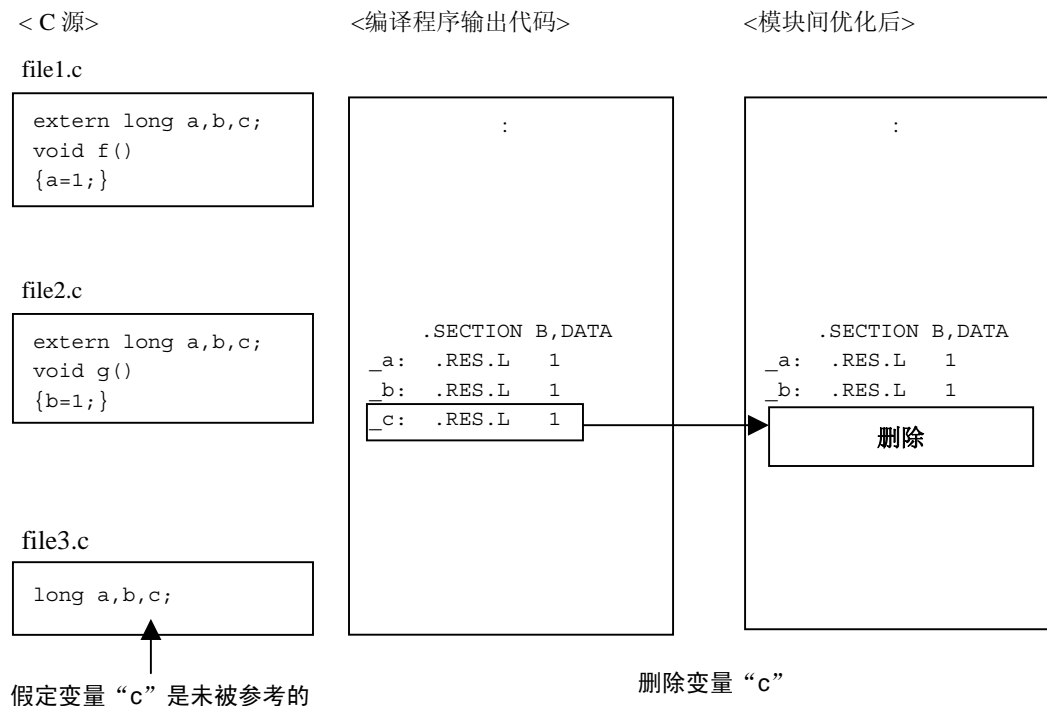 < C 源>
<编译程序输出代码>
<模块间优化后>
file1.c
extern long a,b,c;
void f()
{a=1;}
file2.c
extern long a,b,c;
void g()
{b=1;}
file3.c
long a,b,c;
假定变量“c”是未被参考的
:
.SECTION B,DATA
_a: .RES.L 1
_b: .RES.L 1
_c: .RES.L 1
:
.SECTION B,DATA
_a: .RES.L 1
_b: .RES.L 1
删除
删除变量“c”